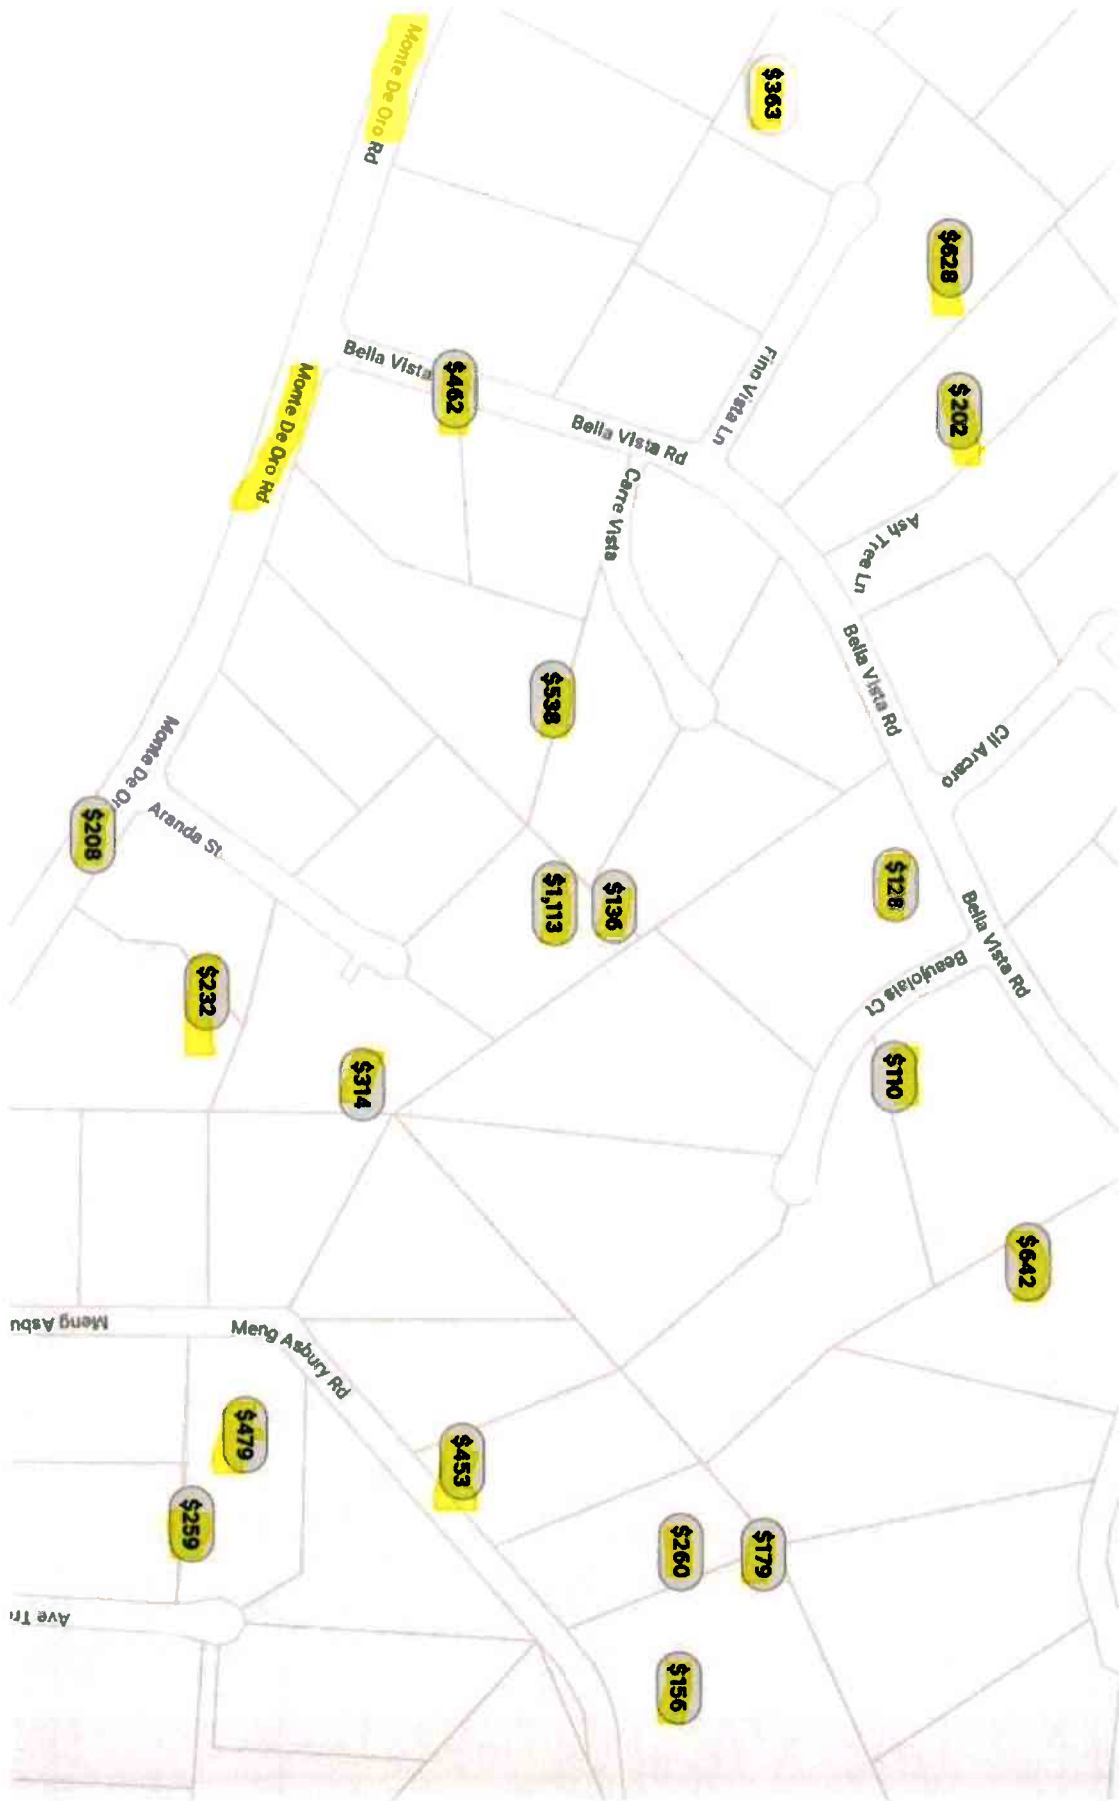 Monte De Oro Rd
$363
$628
Bella Vista
$462
Fino Vista Ln
$202
Monte De Oro Rd
Bella Vista Rd
Carre Vista
Ash Tree Ln
Bella Vista Rd
$538
Cll Arcaro
Monte De Or
$208
Aranda St
$1,113
$136
$128
Bella Vista Rd
Beaujolais Ct
$232
$314
$110
$642
Meng Asbu
Meng Asbury Rd
$479
$453
$259
$260
$179
Ave Tre
$156